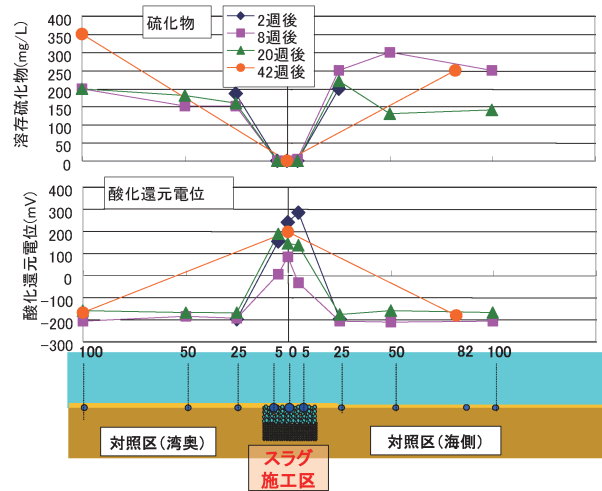 硫化物
2週後
8週後
20週後
42週後
溶存硫化物(mg/L)
400
350
300
250
200
150
100
50
0
酸化還元電位
酸化還元電位(mV)
400
300
200
100
0
-100
-200
-300
100 50 25 5 0 5 25 50 82 100
対照区(湾奥)
対照区(海側)
スラグ
施工区